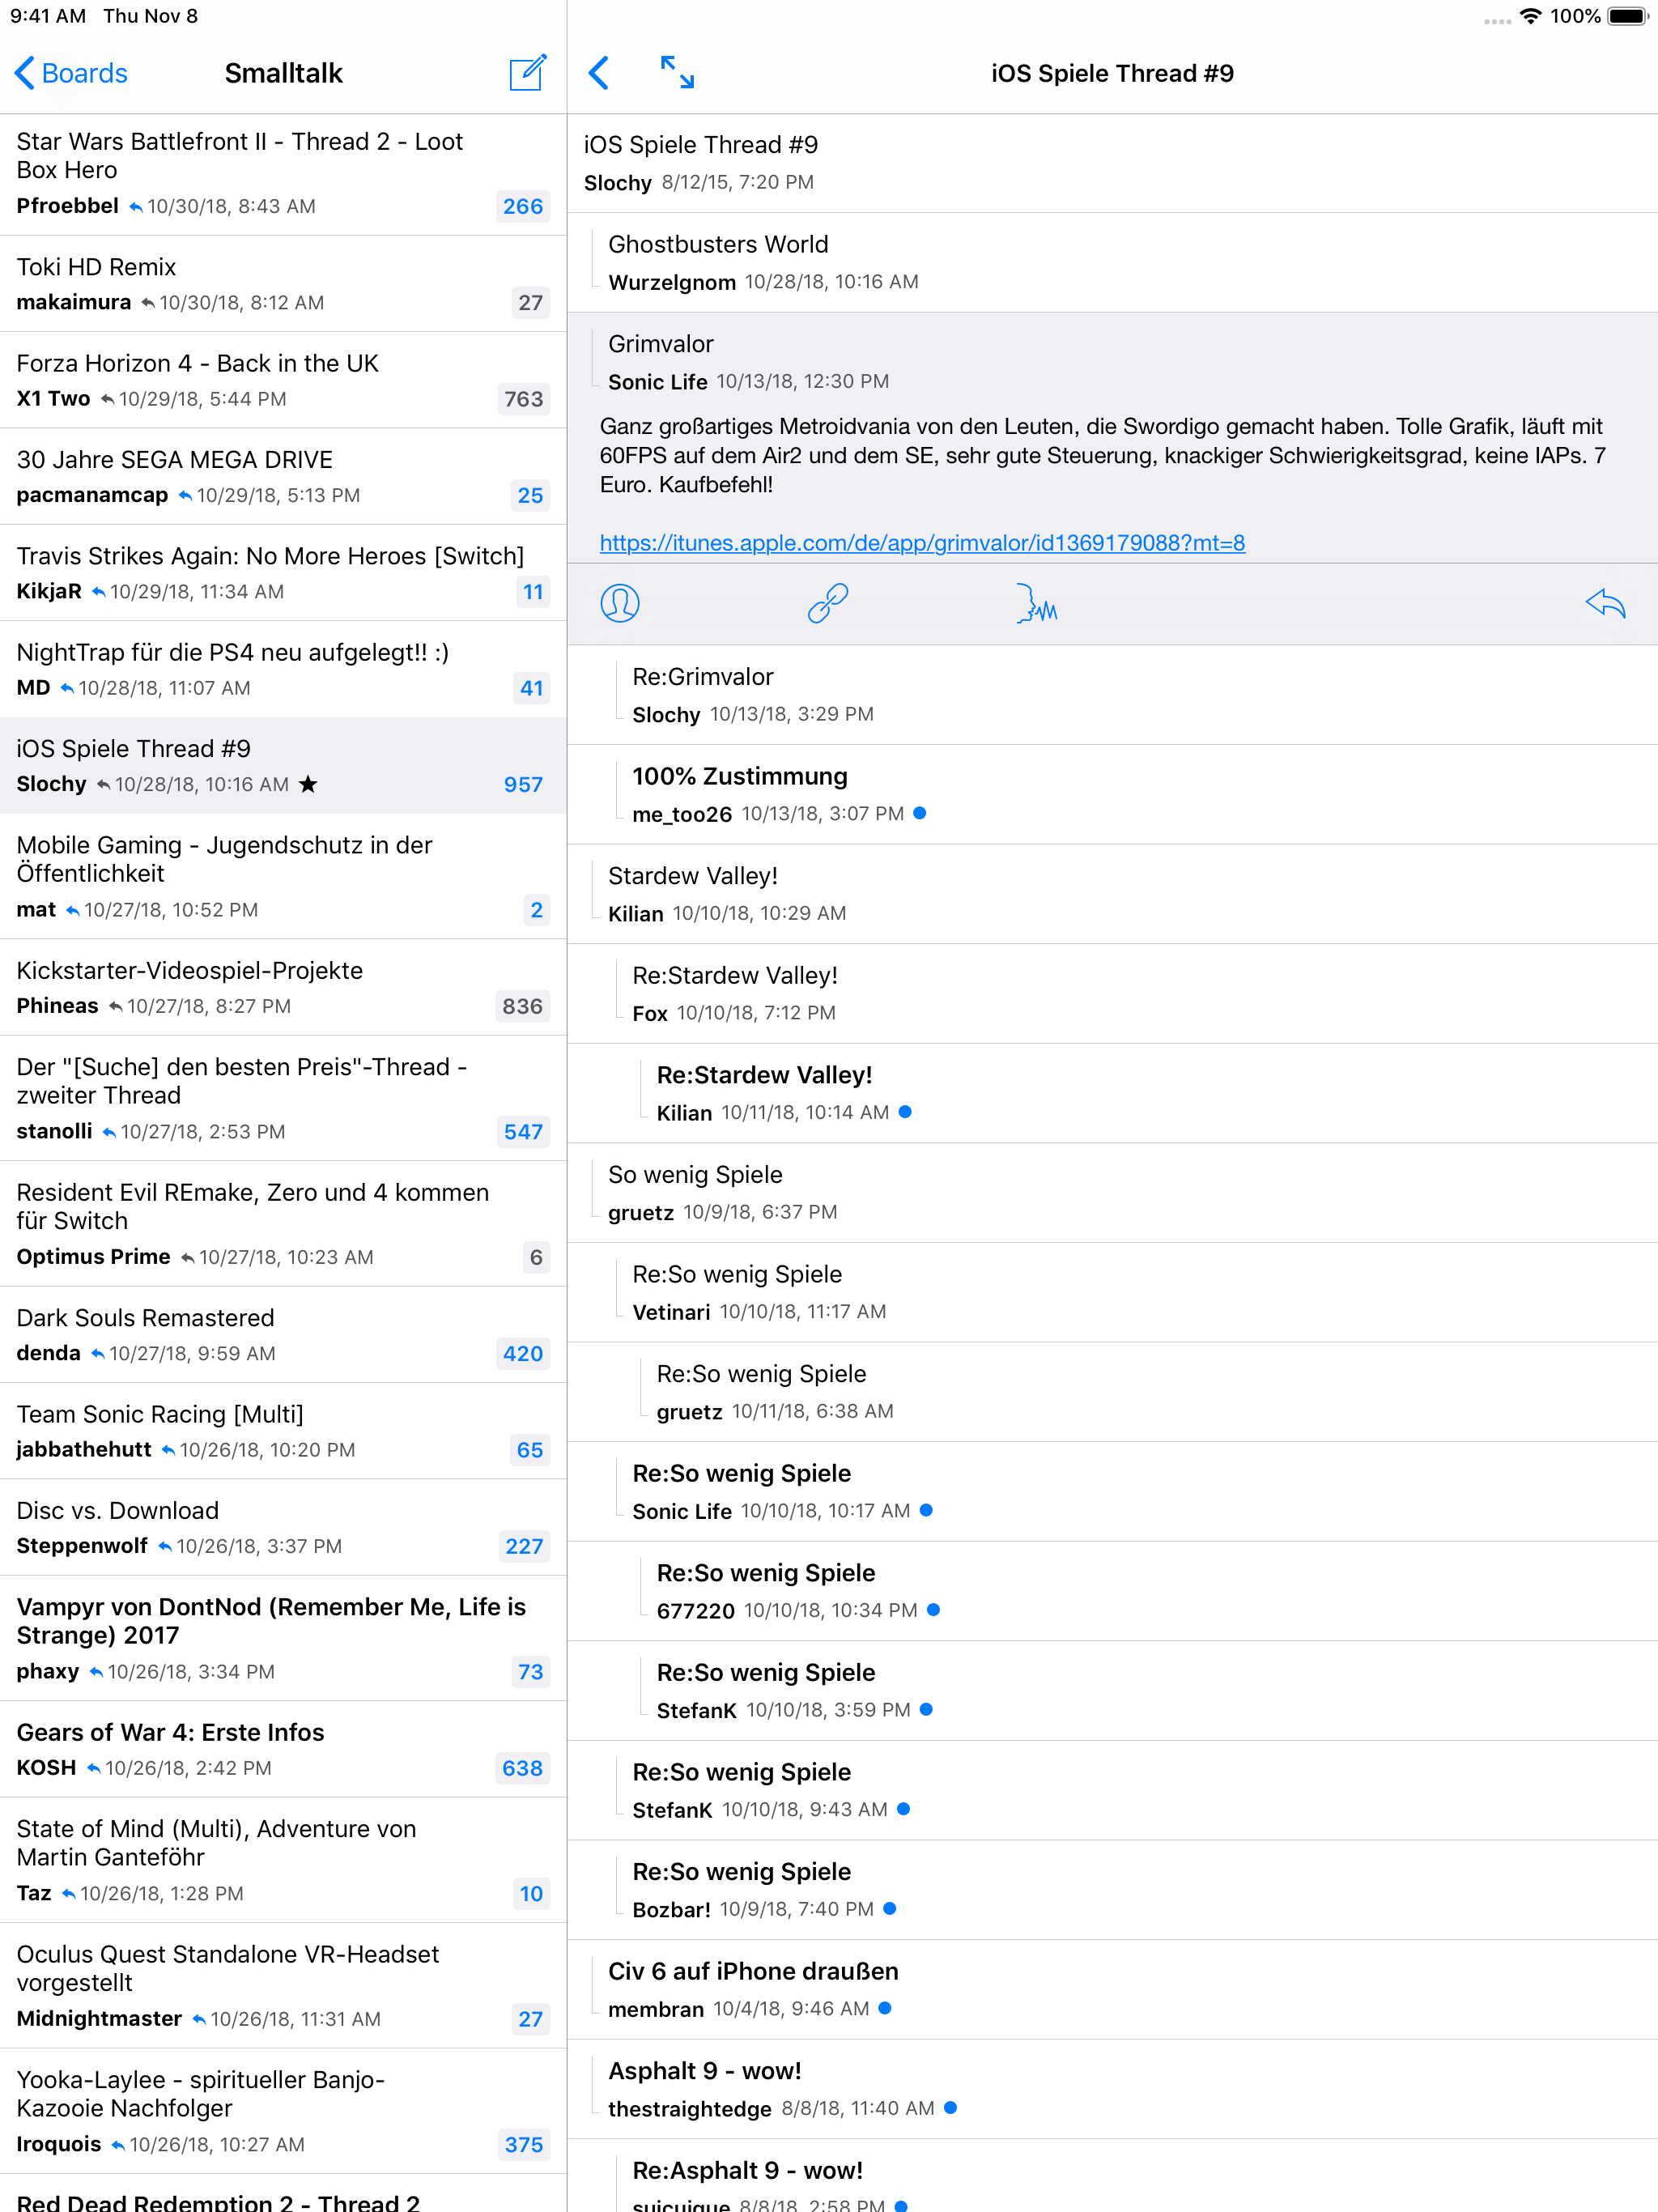 9:41 AM Thu Nov 8
100%
Boards
Smalltalk
Star Wars Battlefront II - Thread 2 - Loot
Box Hero
Pfroebbel 10/30/18, 8:43 AM
266
Toki HD Remix
makaimura 10/30/18, 8:12 AM
27
Forza Horizon 4 - Back in the UK
X1 Two 10/29/18, 5:44 PM
763
30 Jahre SEGA MEGA DRIVE
pacmanamcap 10/29/18, 5:13 PM
25
Travis Strikes Again: No More Heroes [Switch]
KikjaR 10/29/18, 11:34 AM
11
NightTrap für die PS4 neu aufgelegt!! :)
MD 10/28/18, 11:07 AM
41
iOS Spiele Thread #9
Slochy 10/28/18, 10:16 AM ★
957
Mobile Gaming - Jugendschutz in der
Öffentlichkeit
mat 10/27/18, 10:52 PM
2
Kickstarter-Videospiel-Projekte
Phineas 10/27/18, 8:27 PM
836
Der "[Suche] den besten Preis"-Thread -
zweiter Thread
stanolli 10/27/18, 2:53 PM
547
Resident Evil REmake, Zero und 4 kommen
für Switch
Optimus Prime 10/27/18, 10:23 AM
6
Dark Souls Remastered
denda 10/27/18, 9:59 AM
420
Team Sonic Racing [Multi]
jabbathehutt 10/26/18, 10:20 PM
65
Disc vs. Download
Steppenwolf 10/26/18, 3:37 PM
227
Vampyr von DontNod (Remember Me, Life is
Strange) 2017
phaxy 10/26/18, 3:34 PM
73
Gears of War 4: Erste Infos
KOSH 10/26/18, 2:42 PM
638
State of Mind (Multi), Adventure von
Martin Ganteföhr
Taz 10/26/18, 1:28 PM
10
Oculus Quest Standalone VR-Headset
vorgestellt
Midnightmaster 10/26/18, 11:31 AM
27
Yooka-Laylee - spiritueller Banjo-
Kazooie Nachfolger
Iroquois 10/26/18, 10:27 AM
375
Red Dead Redemption 2 - Thread 2
iOS Spiele Thread #9
iOS Spiele Thread #9
Slochy 8/12/15, 7:20 PM
Ghostbusters World
Wurzelgnom 10/28/18, 10:16 AM
Grimvalor
Sonic Life 10/13/18, 12:30 PM
Ganz großartiges Metroidvania von den Leuten, die Swordigo gemacht haben. Tolle Grafik, läuft mit
60FPS auf dem Air2 und dem SE, sehr gute Steuerung, knackiger Schwierigkeitsgrad, keine IAPs. 7
Euro. Kaufbefehl!
https://itunes.apple.com/de/app/grimvalor/id1369179088?mt=8
Re:Grimvalor
Slochy 10/13/18, 3:29 PM
100% Zustimmung
me_too26 10/13/18, 3:07 PM
Stardew Valley!
Kilian 10/10/18, 10:29 AM
Re:Stardew Valley!
Fox 10/10/18, 7:12 PM
Re:Stardew Valley!
Kilian 10/11/18, 10:14 AM
So wenig Spiele
gruetz 10/9/18, 6:37 PM
Re:So wenig Spiele
Vetinari 10/10/18, 11:17 AM
Re:So wenig Spiele
gruetz 10/11/18, 6:38 AM
Re:So wenig Spiele
Sonic Life 10/10/18, 10:17 AM
Re:So wenig Spiele
677220 10/10/18, 10:34 PM
Re:So wenig Spiele
StefanK 10/10/18, 3:59 PM
Re:So wenig Spiele
StefanK 10/10/18, 9:43 AM
Re:So wenig Spiele
Bozbar! 10/9/18, 7:40 PM
Civ 6 auf iPhone draußen
membran 10/4/18, 9:46 AM
Asphalt 9 - wow!
thestraightedge 8/8/18, 11:40 AM
Re:Asphalt 9 - wow!
suicuique 8/8/18, 2:58 PM